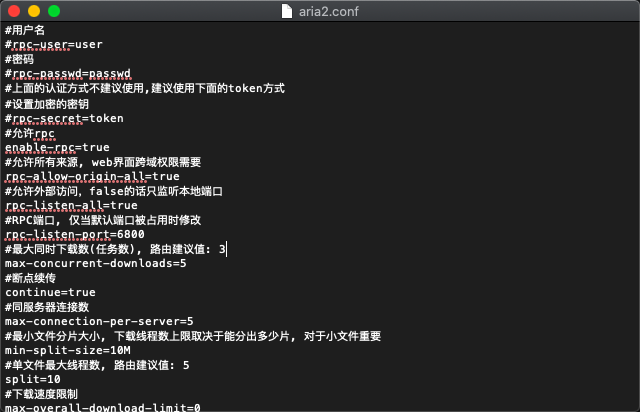 aria2.conf
#用户名
#rpc-user=user
#密码
#rpc-passwd=passwd
#上面的认证方式不建议使用,建议使用下面的token方式
#设置加密的密钥
#rpc-secret=token
#允许rpc
enable-rpc=true
#允许所有来源, web界面跨域权限需要
rpc-allow-origin-all=true
#允许外部访问，false的话只监听本地端口
rpc-listen-all=true
#RPC端口, 仅当默认端口被占用时修改
rpc-listen-port=6800
#最大同时下载数(任务数), 路由建议值: 3
max-concurrent-downloads=5
#断点续传
continue=true
#同服务器连接数
max-connection-per-server=5
#最小文件分片大小, 下载线程数上限取决于能分出多少片, 对于小文件重要
min-split-size=10M
#单文件最大线程数, 路由建议值: 5
split=10
#下载速度限制
max-overall-download-limit=0